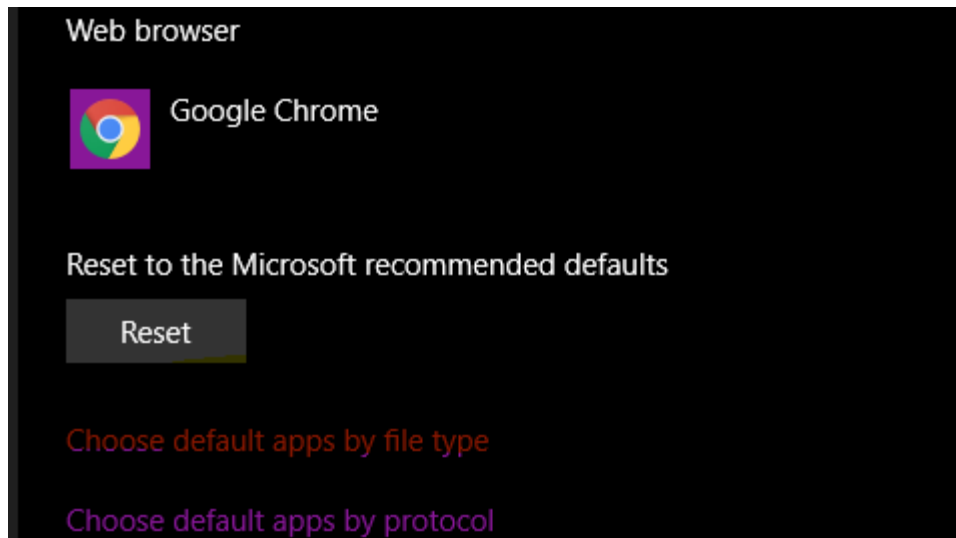 Web browser
Google Chrome
Reset to the Microsoft recommended defaults
Reset
Choose default apps by file type
Choose default apps by protocol